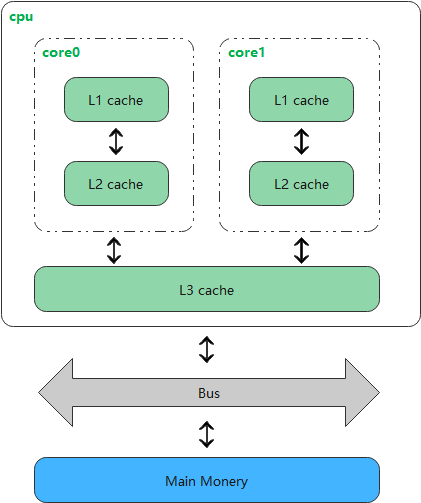 cpu
core0
core1
L1 cache
L1 cache
L2 cache
L2 cache
L3 cache
Bus
Main Monery